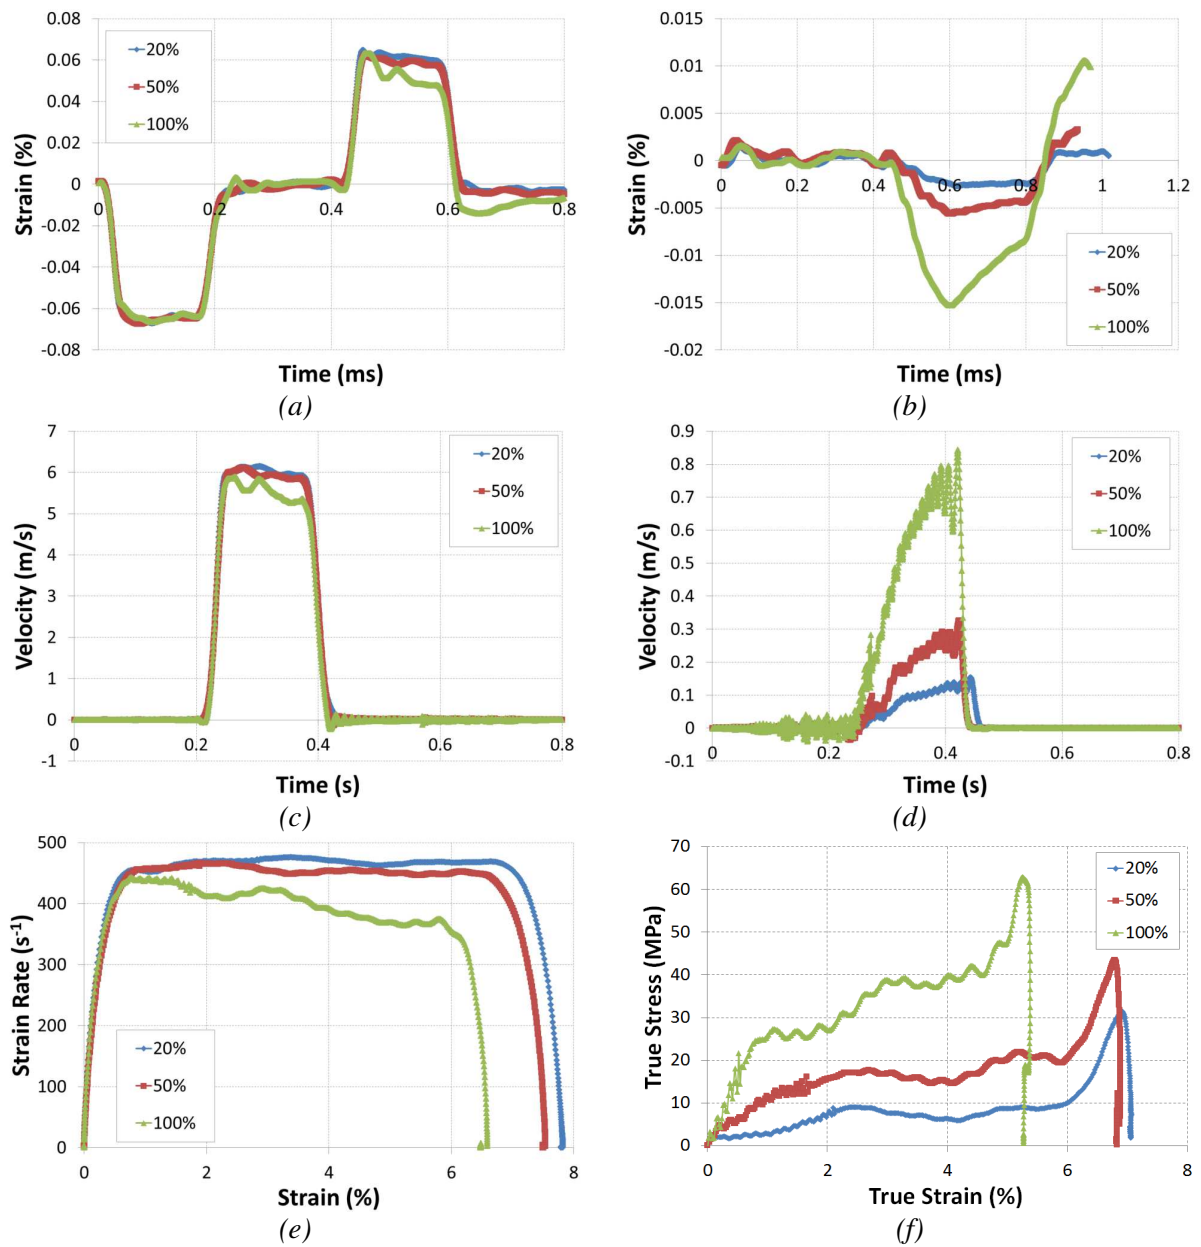 0.08
0.06
0.04
0.02
0
-0.02
-0.04
-0.06
-0.08
Strain (%)
20%
50%
100%
0 0.2 0.4 0.6 0.8
Time (ms)
(a)
0.015
0.01
0.005
0
-0.005
-0.01
-0.015
-0.02
Strain (%)
0 0.2 0.4 0.6 0.8 1 1.2
20%
50%
100%
Time (ms)
(b)
7
6
5
4
3
2
1
0
-1
Velocity (m/s)
20%
50%
100%
0 0.2 0.4 0.6 0.8
Time (s)
(c)
0.9
0.8
0.7
0.6
0.5
0.4
0.3
0.2
0.1
0
-0.1
Velocity (m/s)
20%
50%
100%
0 0.2 0.4 0.6 0.8
Time (s)
(d)
500
400
300
200
100
0
Strain Rate (s⁻¹)
20%
50%
100%
0 2 4 6 8
Strain (%)
(e)
70
60
50
40
30
20
10
0
True Stress (MPa)
20%
50%
100%
0 2 4 6 8
True Strain (%)
(f)